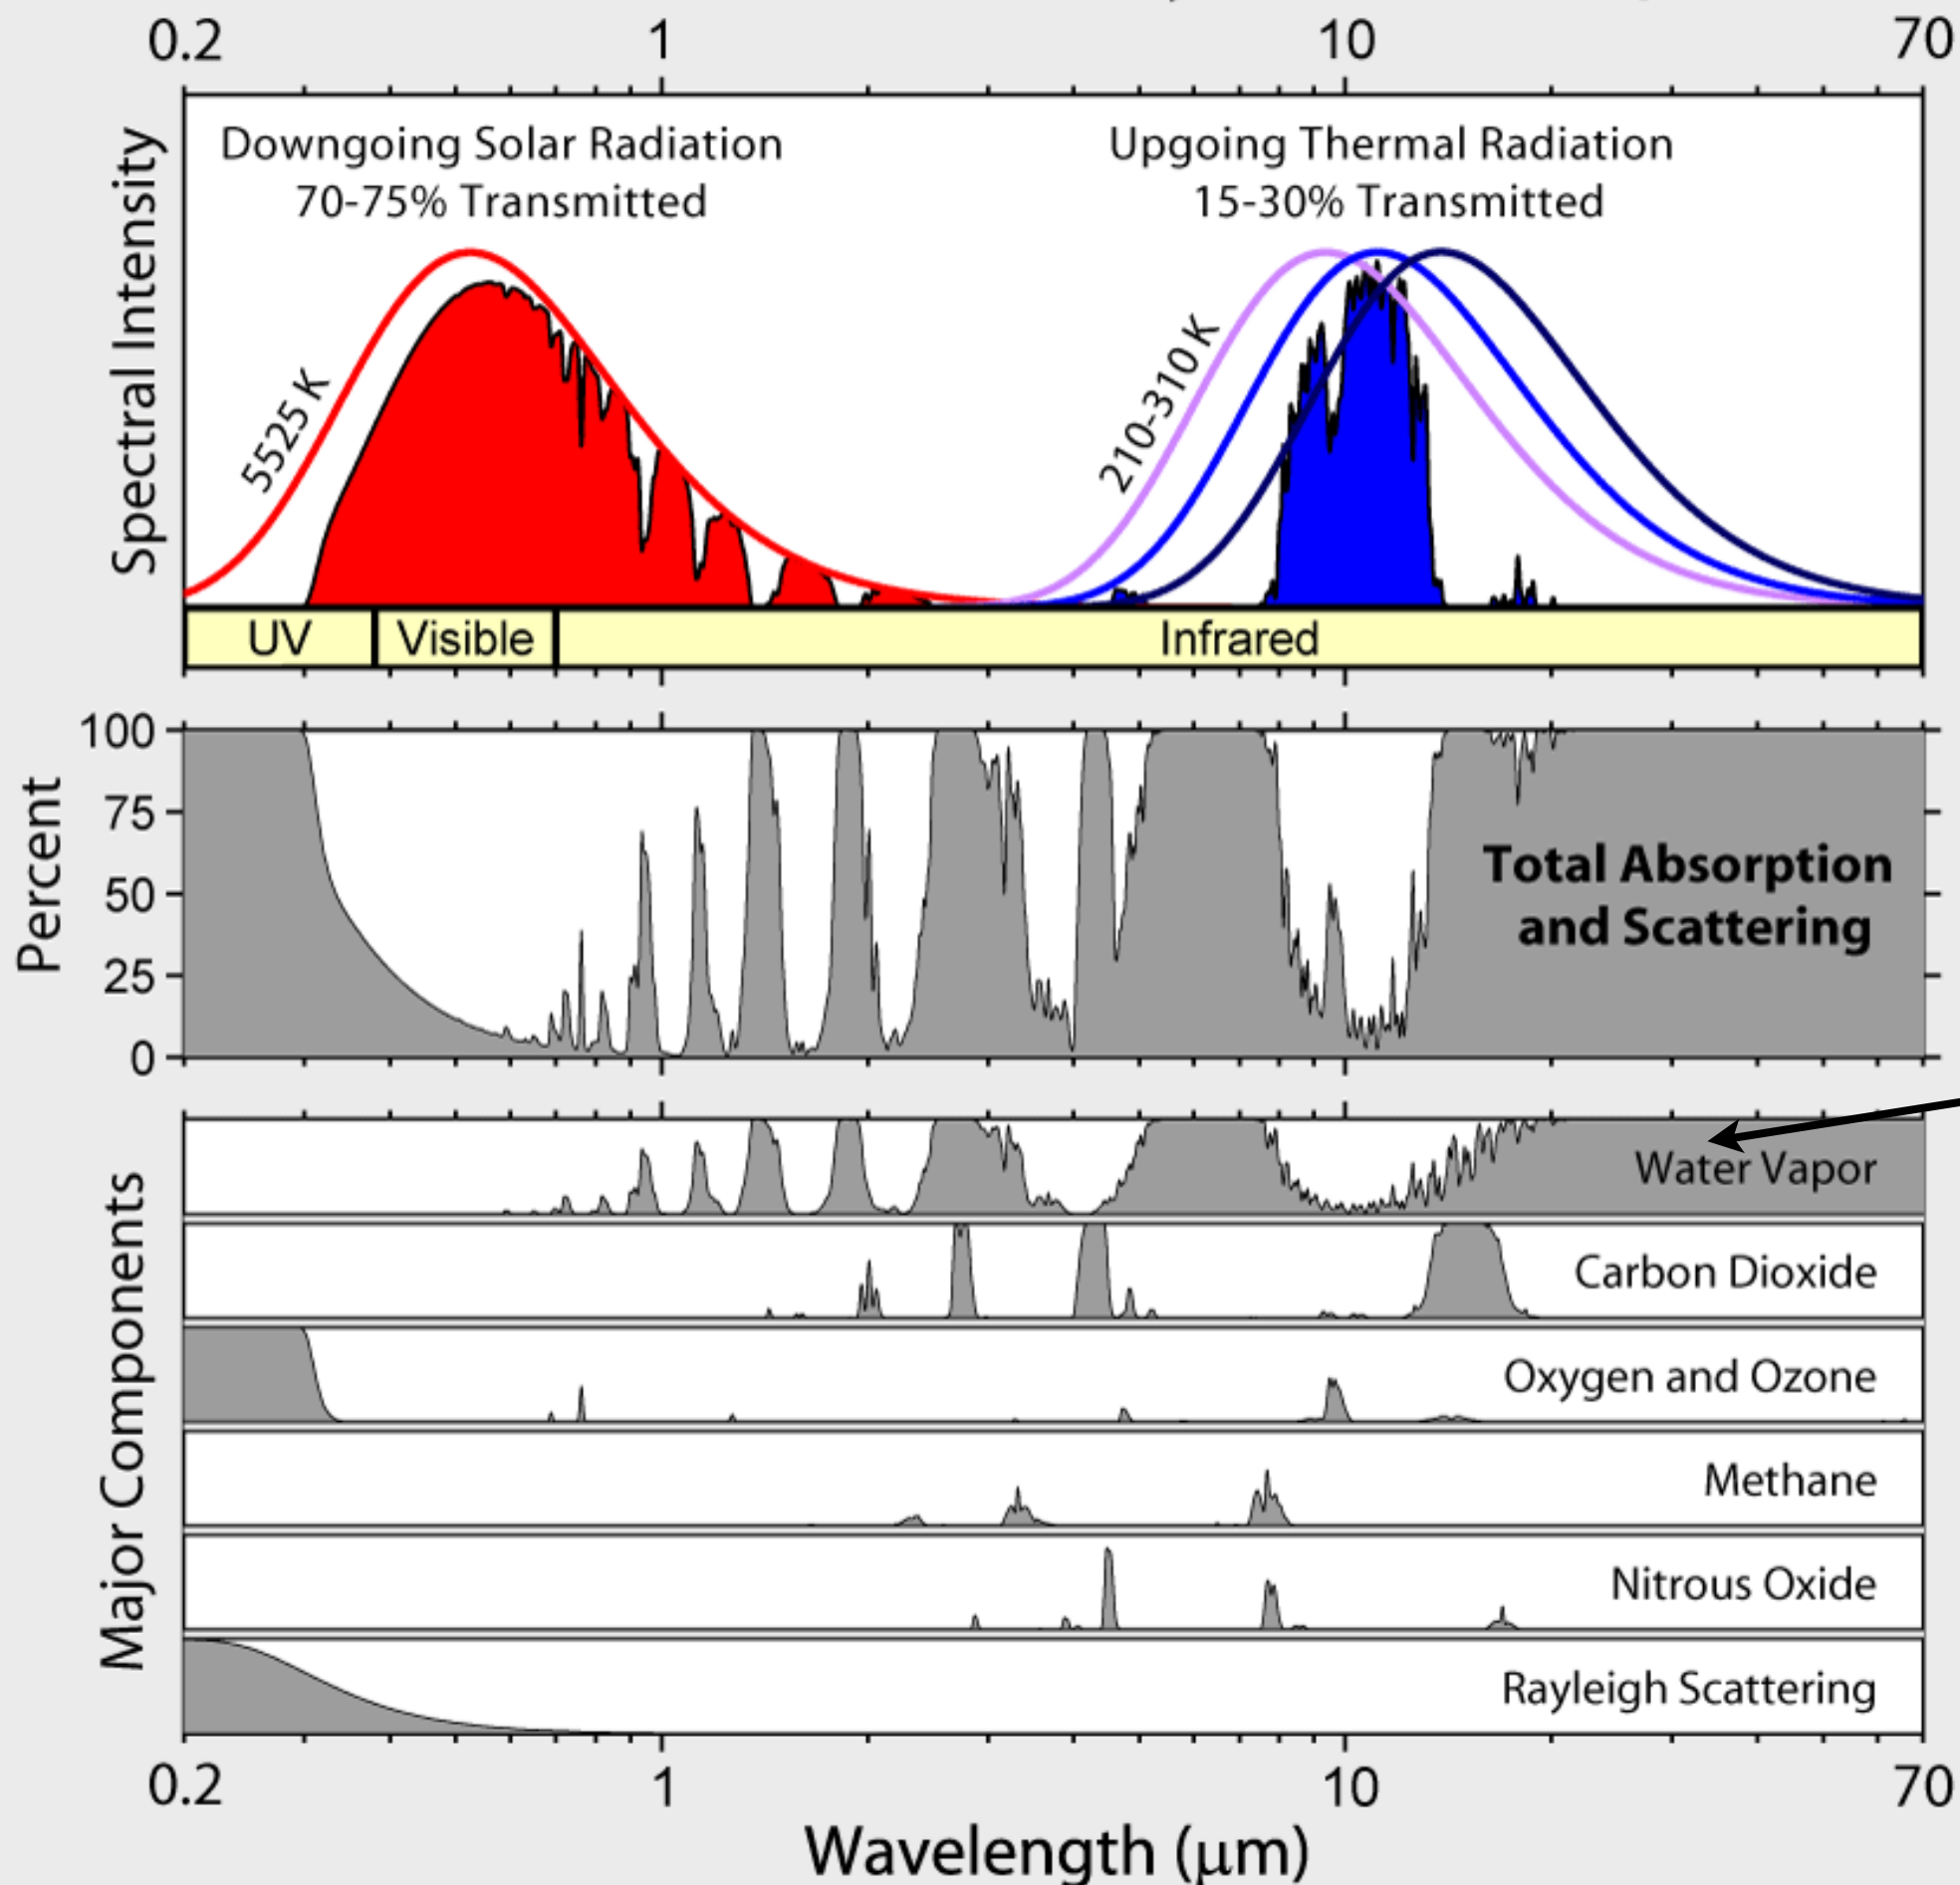 0.2 1 10 70
Downgoing Solar Radiation
70-75% Transmitted
Upgoing Thermal Radiation
15-30% Transmitted
Spectral Intensity
5525 K
210-310 K
UV Visible Infrared
Percent
100
75
50
25
0
Total Absorption
and Scattering
Major Components
Water Vapor
Carbon Dioxide
Oxygen and Ozone
Methane
Nitrous Oxide
Rayleigh Scattering
0.2 1 10 70
Wavelength (μm)